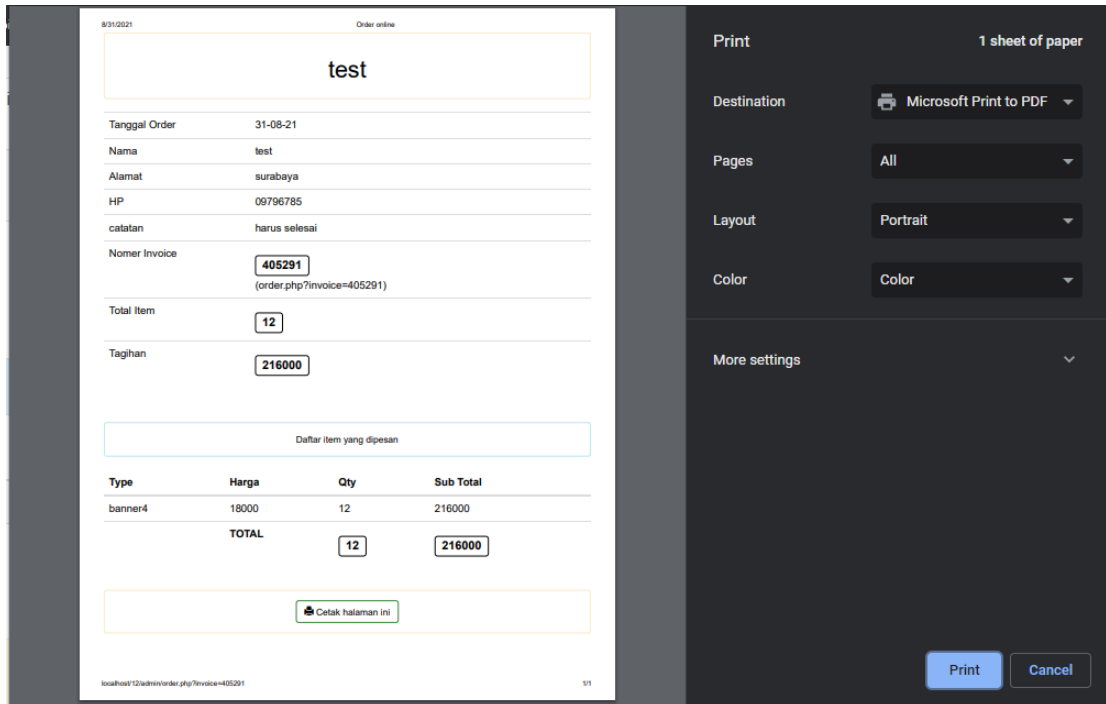 8/31/2021 Order online
test
Tanggal Order 31-08-21
Nama test
Alamat surabaya
HP 09796785
catatan harus selesai
Nomer Invoice 405291
(order.php?invoice=405291)
Total Item 12
Tagihan 216000
Daftar item yang dipesan
Type Harga Qty Sub Total
banner4 18000 12 216000
TOTAL 12 216000
Cetak halaman ini
localhost/12/admin/order.php?invoice=405291 1/1
Print 1 sheet of paper
Destination Microsoft Print to PDF
Pages All
Layout Portrait
Color Color
More settings
Print Cancel